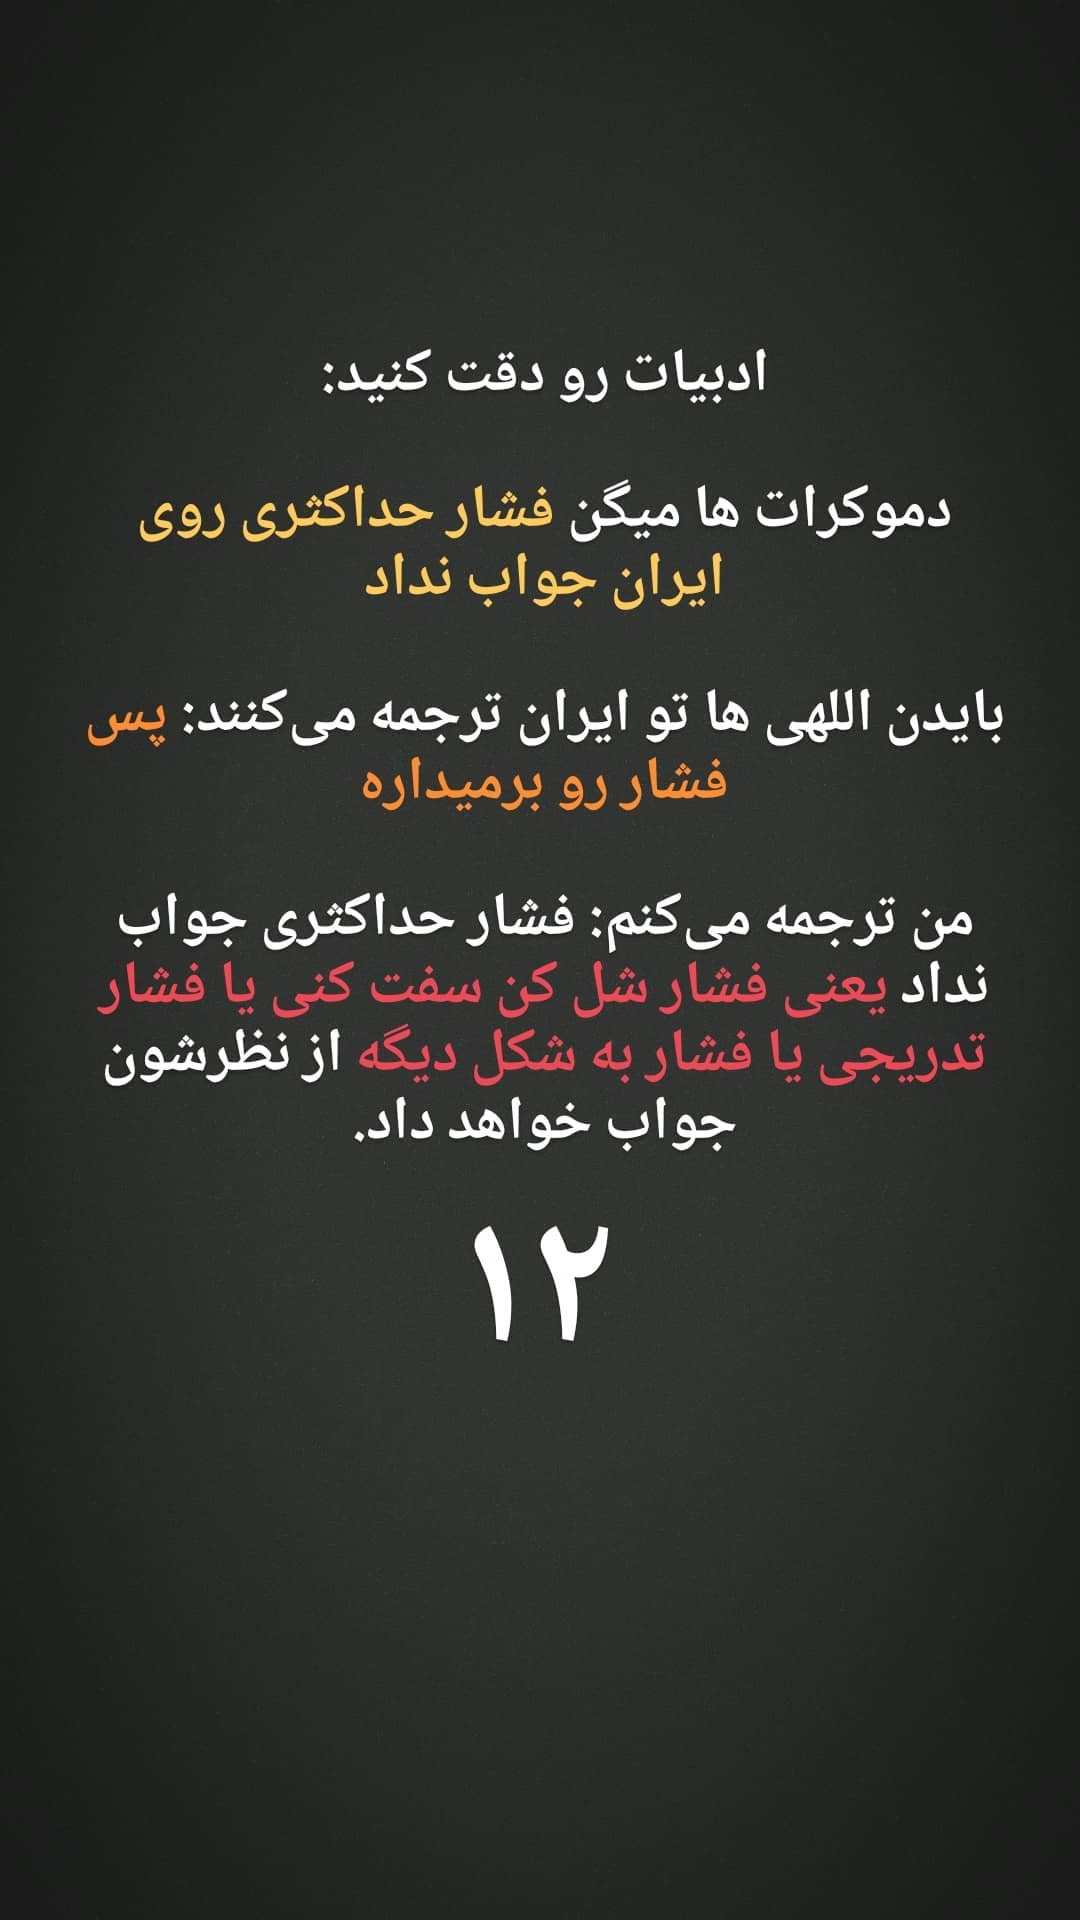 ادبیات رو دقت کنید:
دموکرات ها میگن فشار حداکثری روی
ایران جواب نداد
بایدن اللهی ها تو ایران ترجمه می‌کنند: پس
فشار رو برمیداره
من ترجمه می‌کنم: فشار حداکثری جواب
نداد یعنی فشار شل کن سفت کنی یا فشار
تدریجی یا فشار به شکل دیگه از نظرشون
جواب خواهد داد.
۱۲